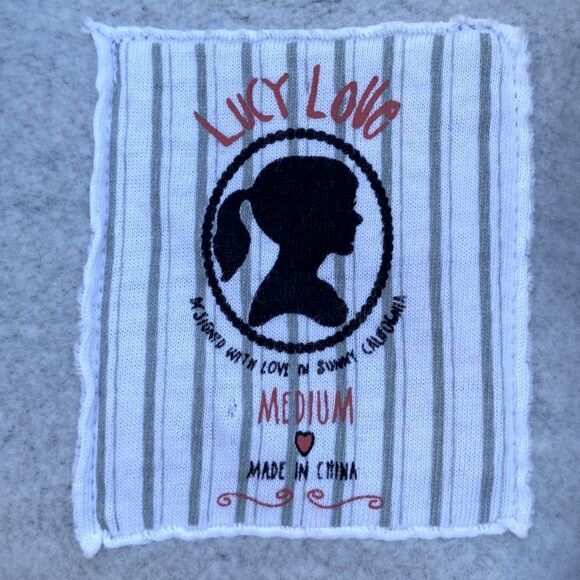 LUCY LOVE
DESIGNED WITH LOVE IN SUNNY CALIFORNIA
MEDIUM
MADE IN CHINA